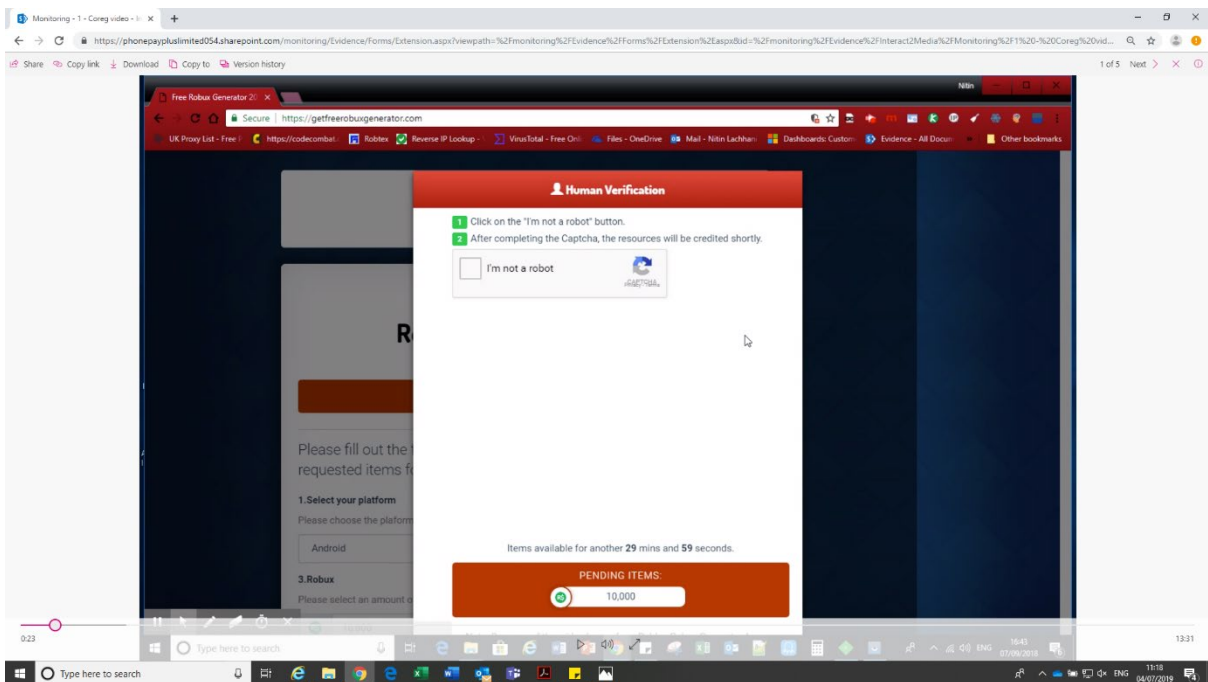 Monitoring - 1 - Coreg video - I
https://phonepaypluslimited054.sharepoint.com/monitoring/Evidence/Forms/Extension.aspx?viewpath=%2Fmonitoring%2FEvidence%2FForms%2FExtension%2Easpx&id=%2Fmonitoring%2FEvidence%2FInteract2Media%2FMonitoring%2F1%20-%20Coreg%20vid...
Share Copy link Download Copy to Version history 1 of 5 Next
Free Robux Generator 20 Nitin
Secure https://getfreerobuxgenerator.com
UK Proxy List - Free https://codecombat. Robtex Reverse IP Lookup - VirusTotal - Free Onl Files - OneDrive Mail - Nitin Lachhan Dashboards: Custom Evidence - All Docum Other bookmarks
Human Verification
1 Click on the "I'm not a robot" button.
2 After completing the Captcha, the resources will be credited shortly.
I'm not a robot
CAPTCHA
Please fill out the
requested items fo
1.Select your platform
Please choose the plaform
Android
3.Robux
Please select an amount o
Items available for another 29 mins and 59 seconds.
PENDING ITEMS:
10,000
0:23 13:31
Type here to search ENG 16:43
07/09/2018
Type here to search ENG 11:18
04/07/2019